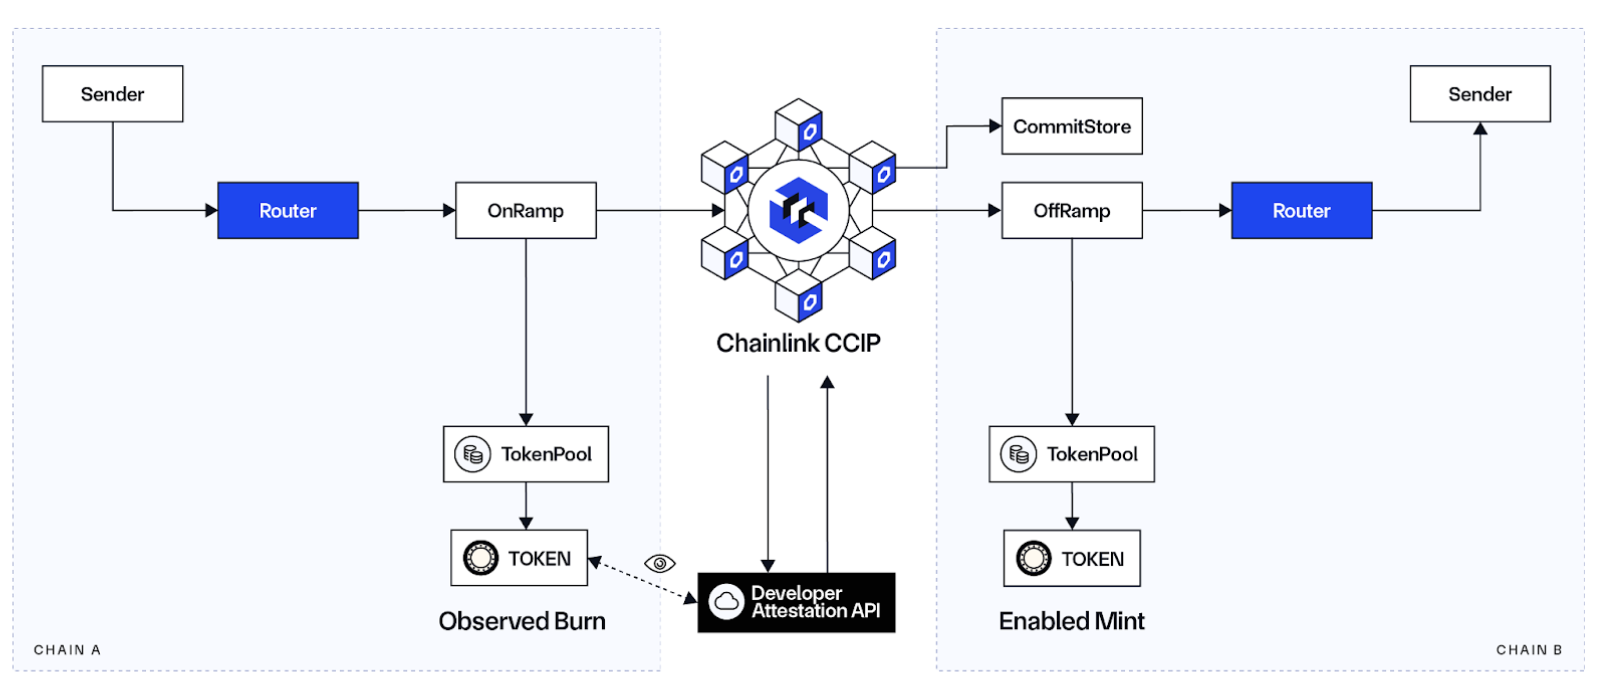 Sender
Router
OnRamp
TokenPool
TOKEN
Observed Burn
CHAIN A
Chainlink CCIP
Developer
Attestation API
CommitStore
OffRamp
Router
Sender
TokenPool
TOKEN
Enabled Mint
CHAIN B